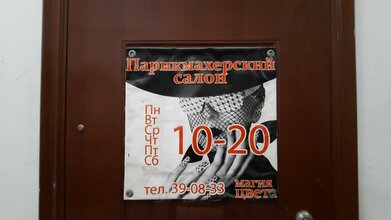 Парикмахерский
салон
Пн
Вт
Ср
Чт
Пт
Сб
10-20
тел. 39-08-33
магия
цвета